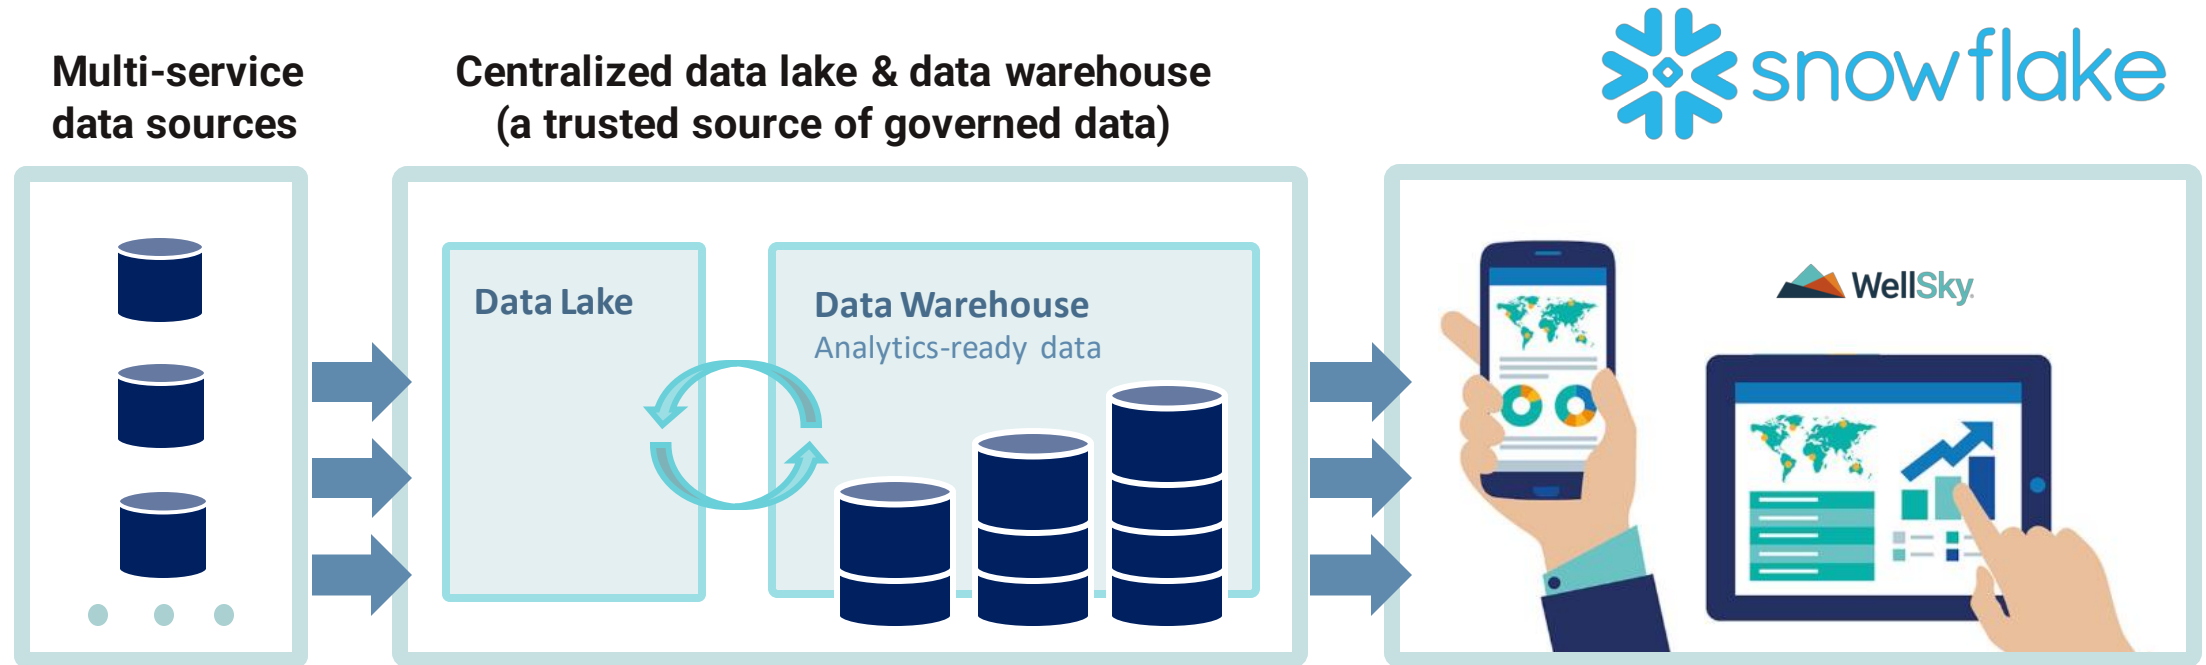 Multi-service
data sources
Centralized data lake & data warehouse
(a trusted source of governed data)
snowflake
Data Lake
Data Warehouse
Analytics-ready data
WellSky